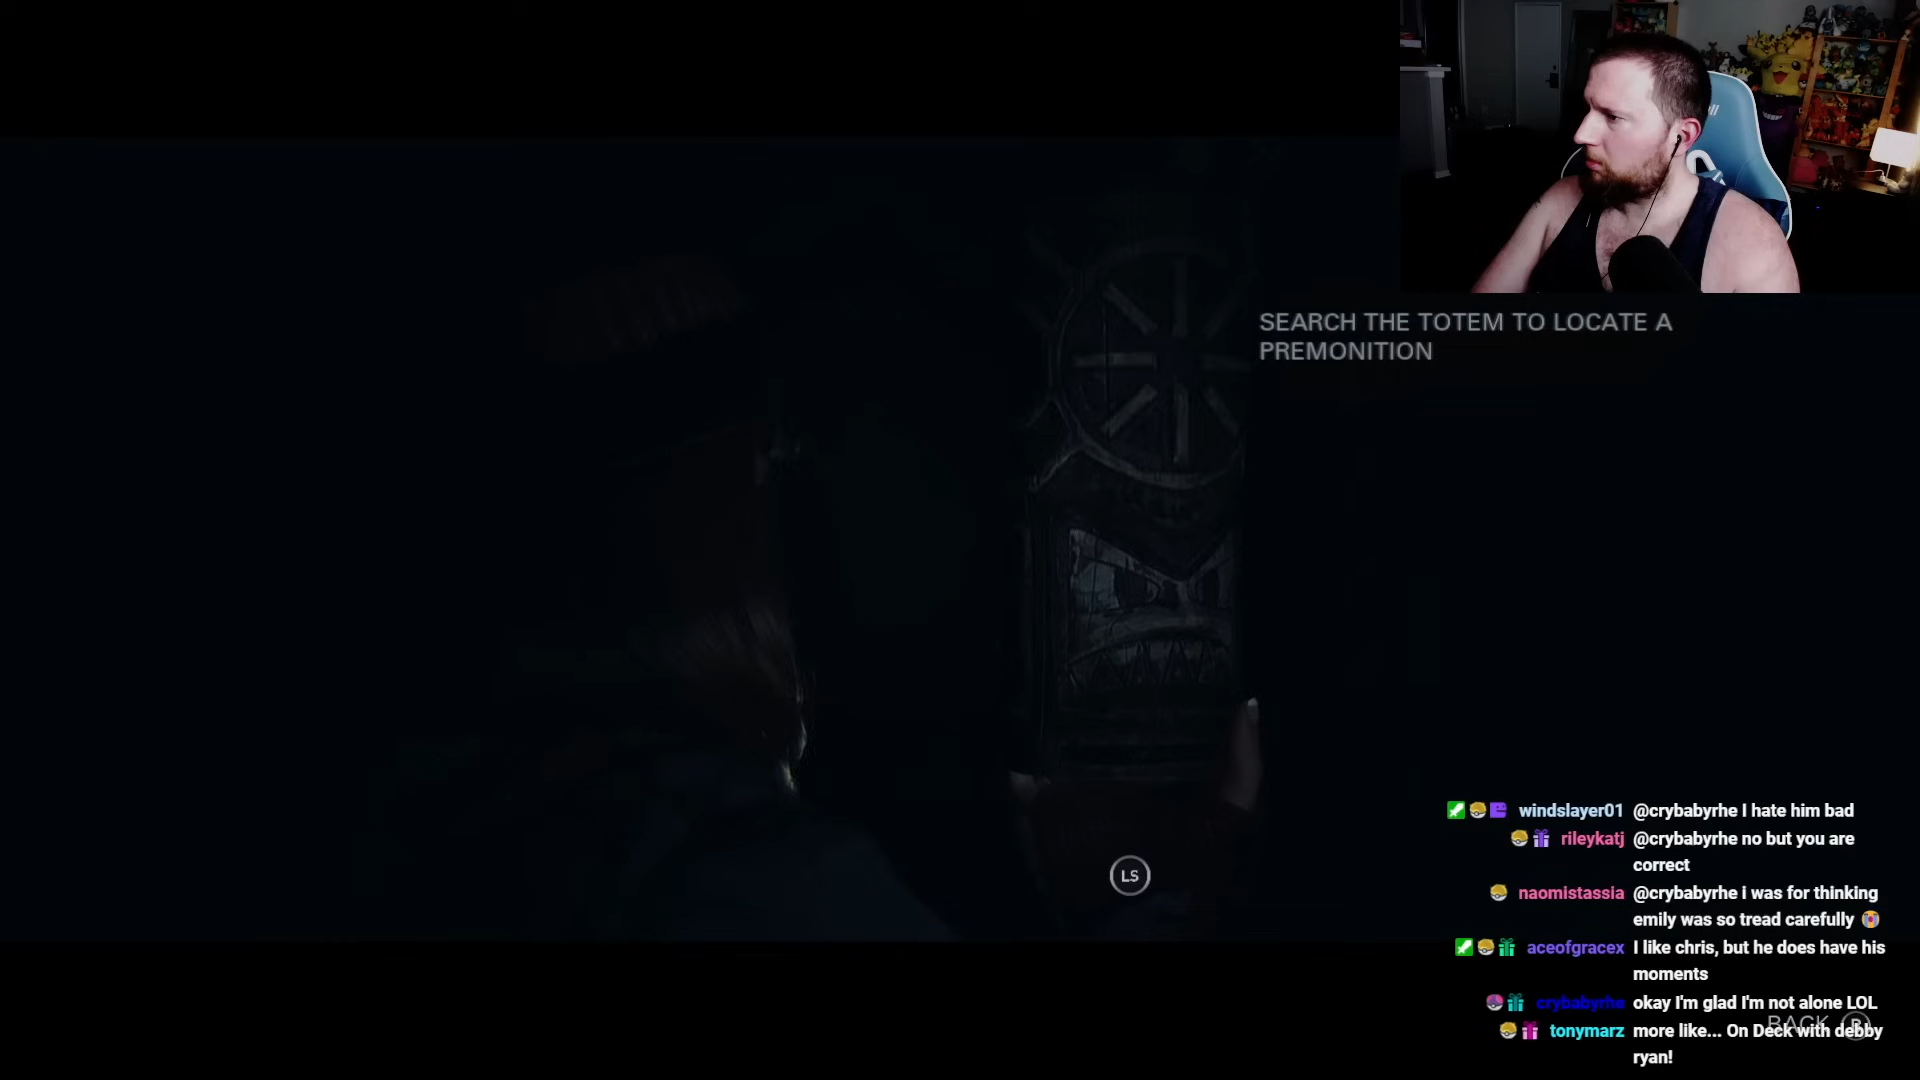 SEARCH THE TOTEM TO LOCATE A
PREMONITION
LS
windslayer01 @crybabyrhe I hate him bad
rileykatj @crybabyrhe no but you are
correct
naomistassia @crybabyrhe i was for thinking
emily was so tread carefully
aceofgracex I like chris, but he does have his
moments
crybabyrhe okay I'm glad I'm not alone LOL
BACK B
tonymarz more like... On Deck with debby
ryan!